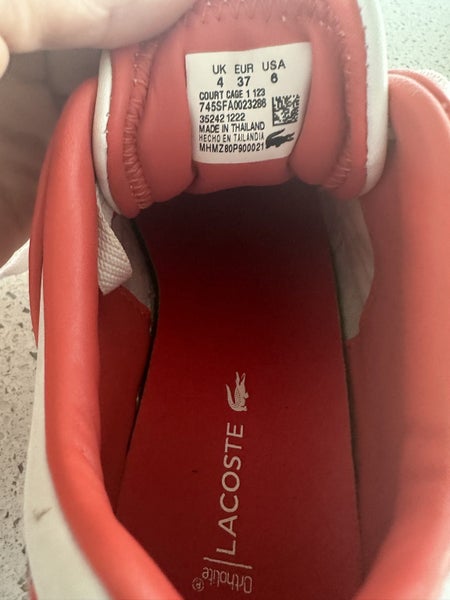 UK EUR USA
4 37 6
COURT CAGE 1 123
745SFA0023286
35242 1222
MADE IN THAILAND
HECHO EN TAILANDIA
MHMZ80P900021
LACOSTE
Ortholite®